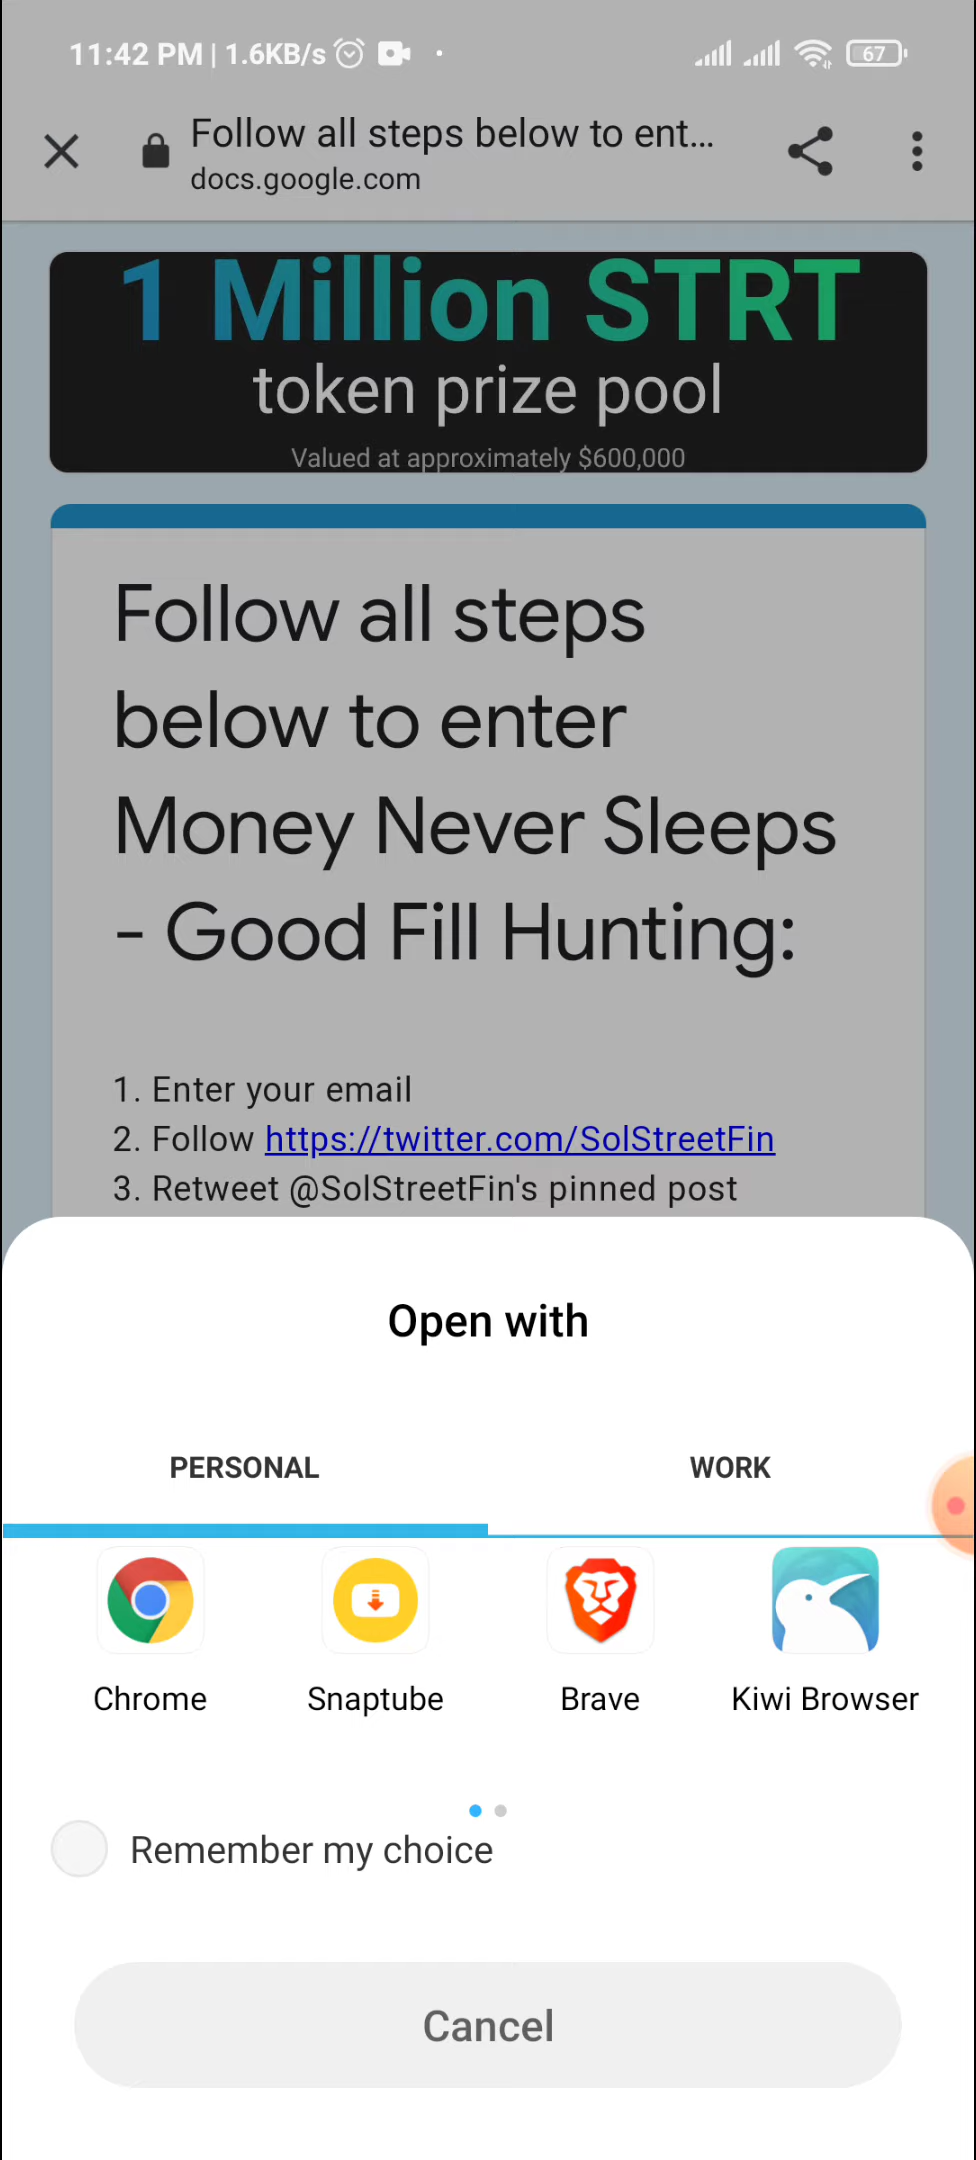 11:42 PM | 1.6KB/s
67
Follow all steps below to ent...
docs.google.com
1 Million STRT
token prize pool
Valued at approximately $600,000
Follow all steps
below to enter
Money Never Sleeps
- Good Fill Hunting:
1. Enter your email
2. Follow https://twitter.com/SolStreetFin
3. Retweet @SolStreetFin's pinned post
Open with
PERSONAL WORK
Chrome Snaptube Brave Kiwi Browser
Remember my choice
Cancel